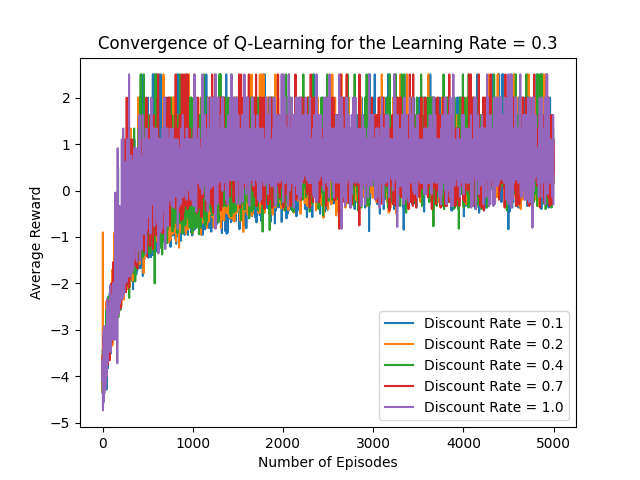 Convergence of Q-Learning for the Learning Rate = 0.3
Average Reward
2
1
0
−1
−2
−3
−4
−5
0
1000
2000
3000
4000
5000
Number of Episodes
Discount Rate = 0.1
Discount Rate = 0.2
Discount Rate = 0.4
Discount Rate = 0.7
Discount Rate = 1.0